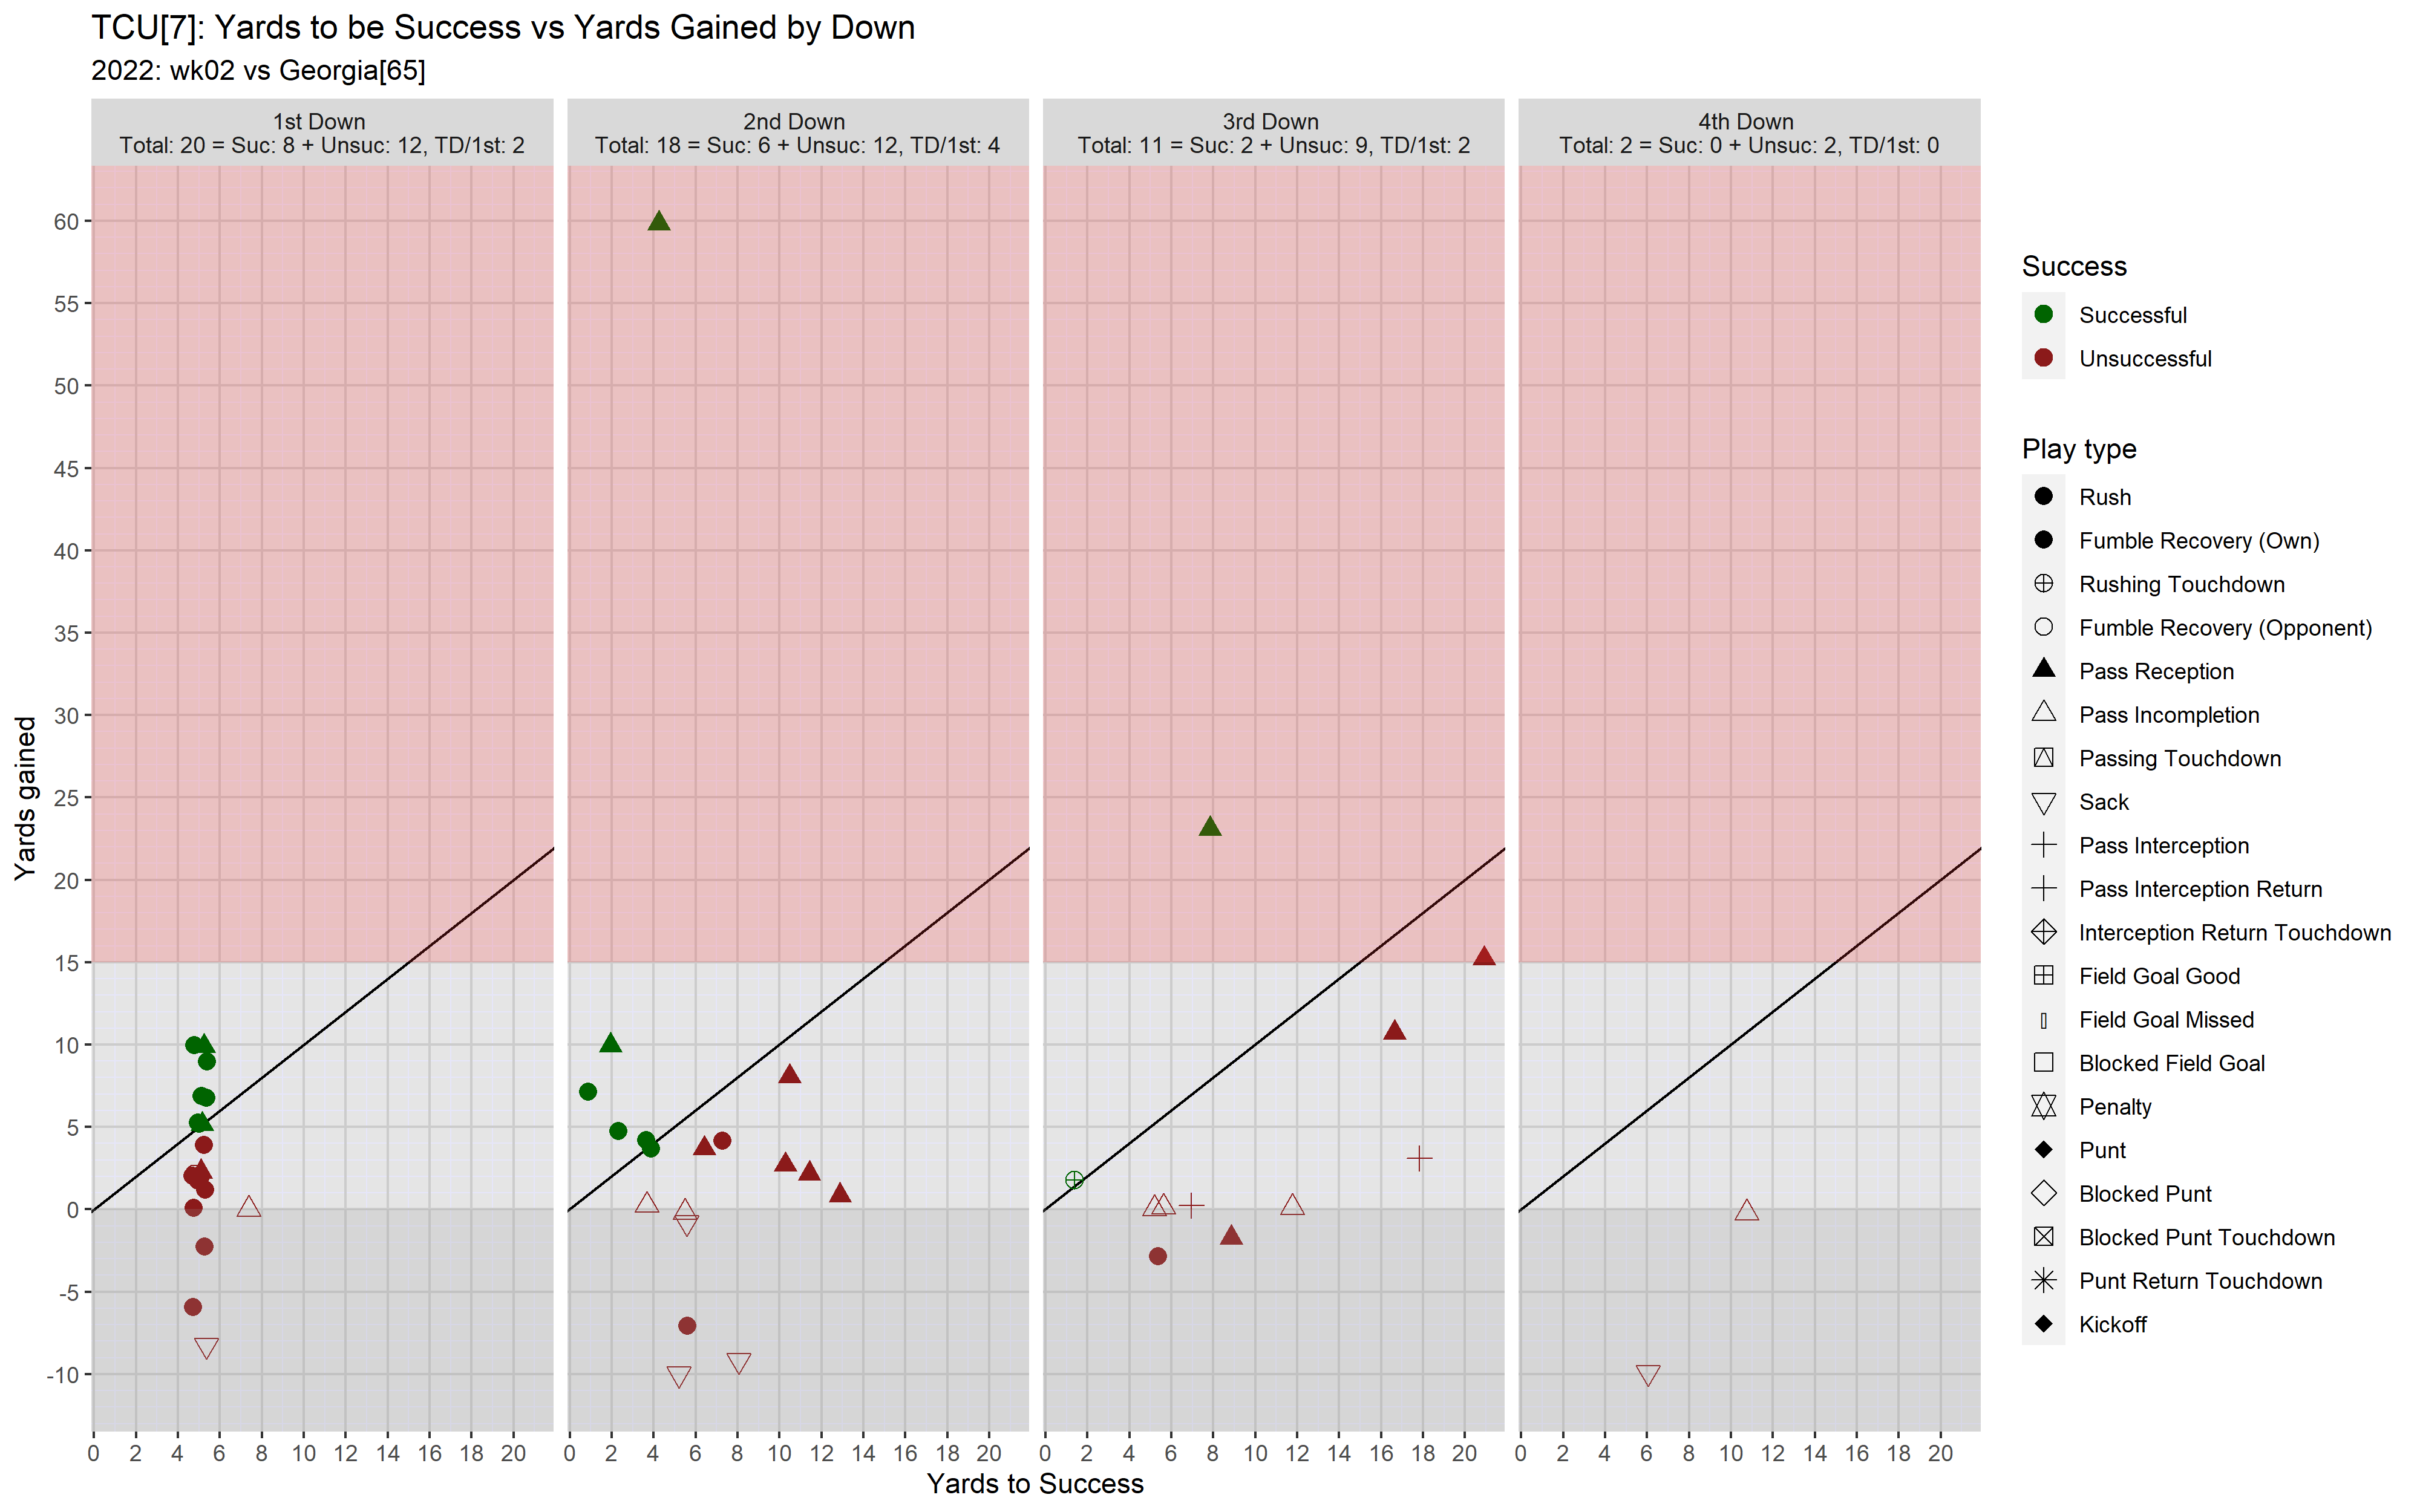 TCU[7]: Yards to be Success vs Yards Gained by Down
2022: wk02 vs Georgia[65]
1st Down
Total: 20 = Suc: 8 + Unsuc: 12, TD/1st: 2
2nd Down
Total: 18 = Suc: 6 + Unsuc: 12, TD/1st: 4
3rd Down
Total: 11 = Suc: 2 + Unsuc: 9, TD/1st: 2
4th Down
Total: 2 = Suc: 0 + Unsuc: 2, TD/1st: 0
Yards gained
60
55
50
45
40
35
30
25
20
15
10
5
0
-5
-10
0 2 4 6 8 10 12 14 16 18 20
0 2 4 6 8 10 12 14 16 18 20
0 2 4 6 8 10 12 14 16 18 20
0 2 4 6 8 10 12 14 16 18 20
Yards to Success
Success
Successful
Unsuccessful
Play type
Rush
Fumble Recovery (Own)
Rushing Touchdown
Fumble Recovery (Opponent)
Pass Reception
Pass Incompletion
Passing Touchdown
Sack
Pass Interception
Pass Interception Return
Interception Return Touchdown
Field Goal Good
Field Goal Missed
Blocked Field Goal
Penalty
Punt
Blocked Punt
Blocked Punt Touchdown
Punt Return Touchdown
Kickoff